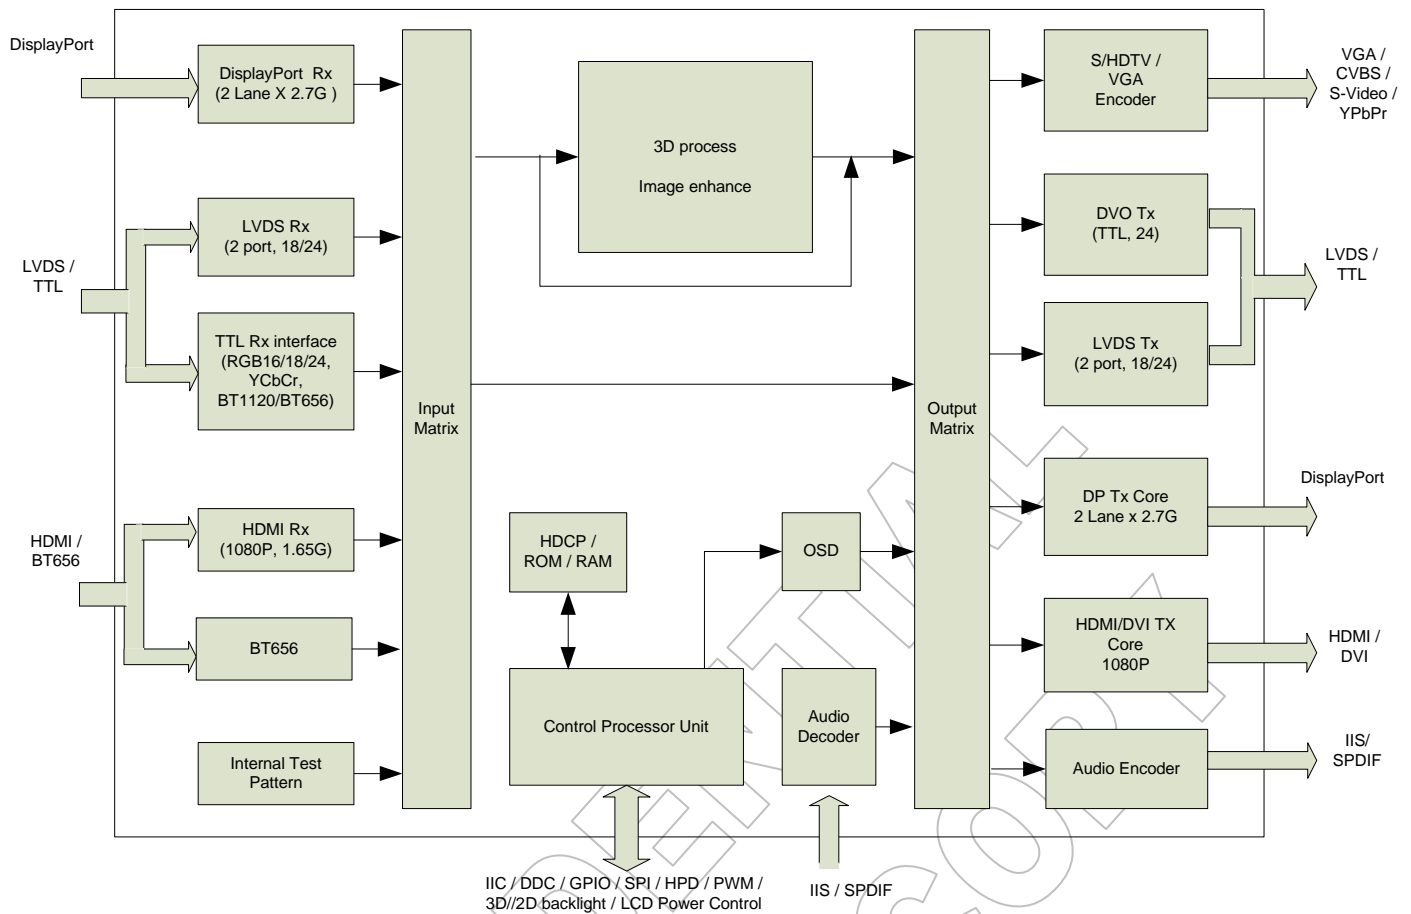 DisplayPort
DisplayPort Rx
(2 Lane X 2.7G )
LVDS /
TTL
LVDS Rx
(2 port, 18/24)
TTL Rx interface
(RGB16/18/24,
YCbCr,
BT1120/BT656)
HDMI /
BT656
HDMI Rx
(1080P, 1.65G)
BT656
Internal Test
Pattern
Input
Matrix
3D process
Image enhance
HDCP /
ROM / RAM
OSD
Control Processor Unit
Audio
Decoder
IIC / DDC / GPIO / SPI / HPD / PWM /
3D//2D backlight / LCD Power Control
IIS / SPDIF
Output
Matrix
S/HDTV /
VGA
Encoder
VGA /
CVBS /
S-Video /
YPbPr
DVO Tx
(TTL, 24)
LVDS Tx
(2 port, 18/24)
LVDS /
TTL
DP Tx Core
2 Lane x 2.7G
DisplayPort
HDMI/DVI TX
Core
1080P
HDMI /
DVI
Audio Encoder
IIS/
SPDIF
DENTIAL
COPY